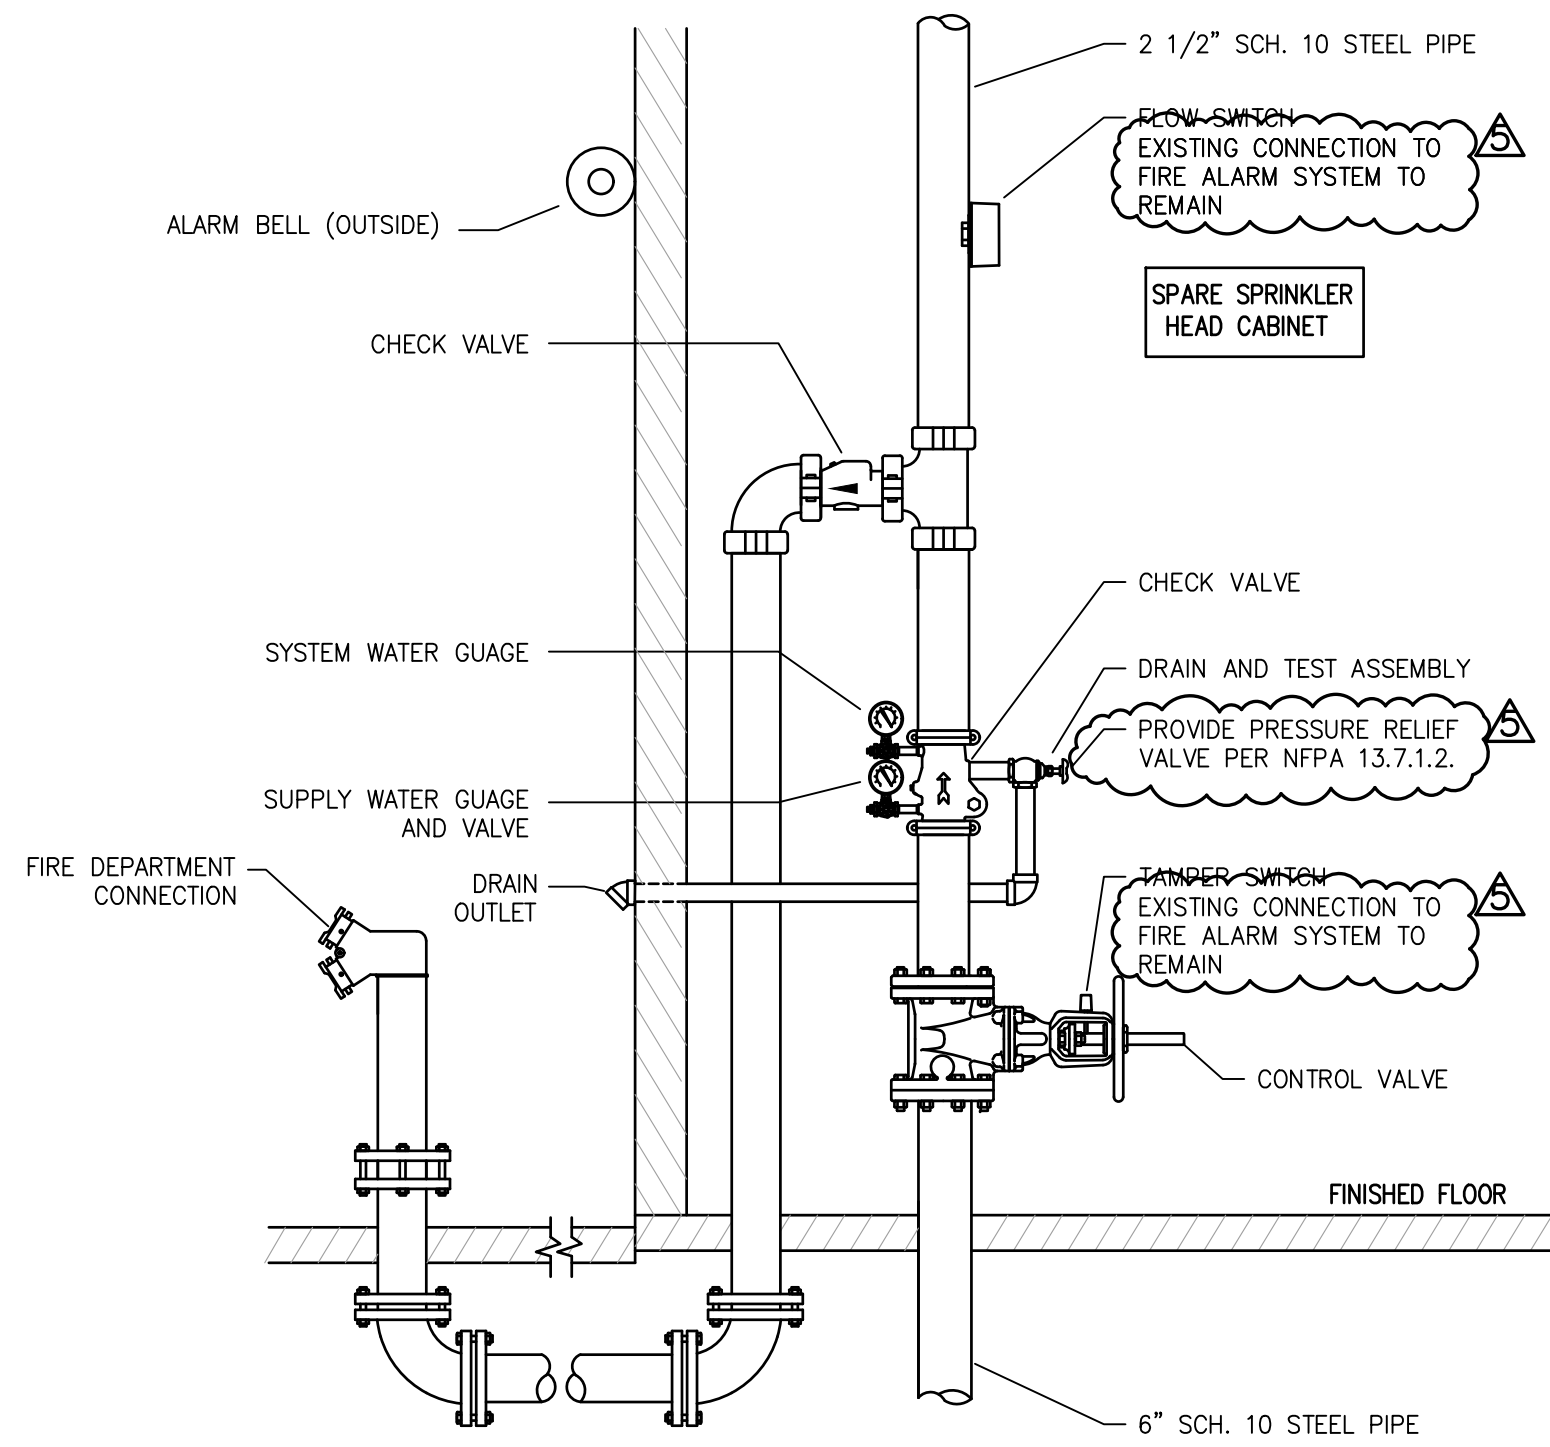 2 1/2” SCH. 10 STEEL PIPE
FLOW SWITCH
EXISTING CONNECTION TO
FIRE ALARM SYSTEM TO
REMAIN
5
ALARM BELL (OUTSIDE)
SPARE SPRINKLER
HEAD CABINET
CHECK VALVE
CHECK VALVE
SYSTEM WATER GUAGE
DRAIN AND TEST ASSEMBLY
PROVIDE PRESSURE RELIEF
VALVE PER NFPA 13.7.1.2.
5
SUPPLY WATER GUAGE
AND VALVE
FIRE DEPARTMENT
CONNECTION
DRAIN
OUTLET
TAMPER SWITCH
EXISTING CONNECTION TO
FIRE ALARM SYSTEM TO
REMAIN
5
CONTROL VALVE
FINISHED FLOOR
6” SCH. 10 STEEL PIPE